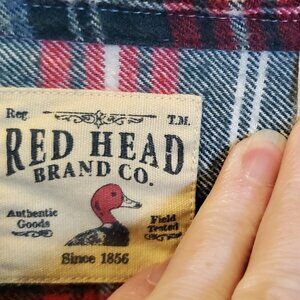 Reg. T.M.
RED HEAD
BRAND CO.
Authentic Goods
Field Tested
Since 1856